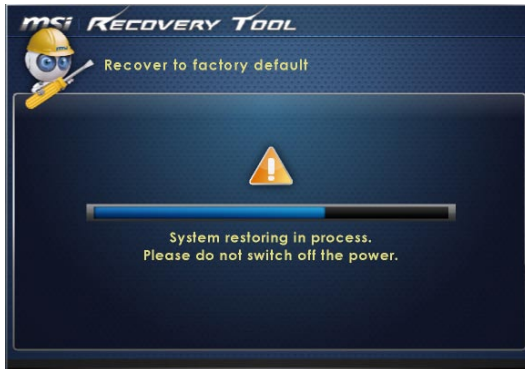 msi RECOVERY TOOL
Recover to factory default
System restoring in process.
Please do not switch off the power.